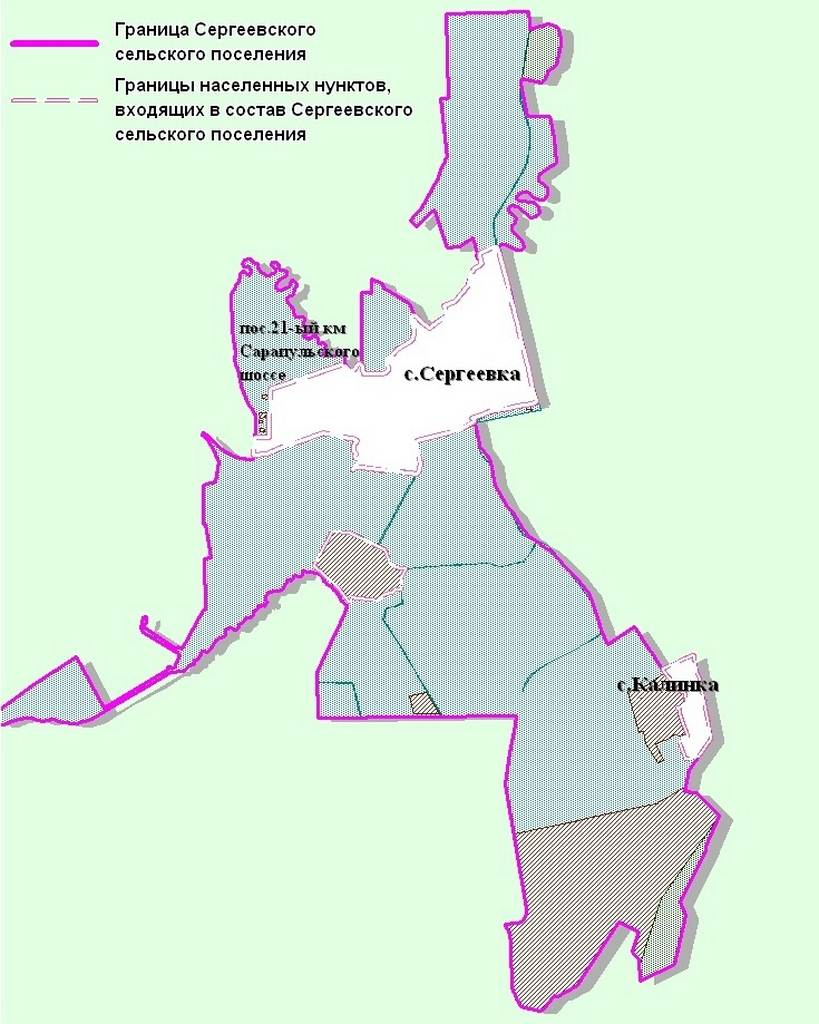 Граница Сергеевского
сельского поселения
Границы населенных нунктов,
входящих в состав Сергеевского
сельского поселения
пос.21-ый км
Сарапульского
шоссе
с.Сергеевка
с.Калинка